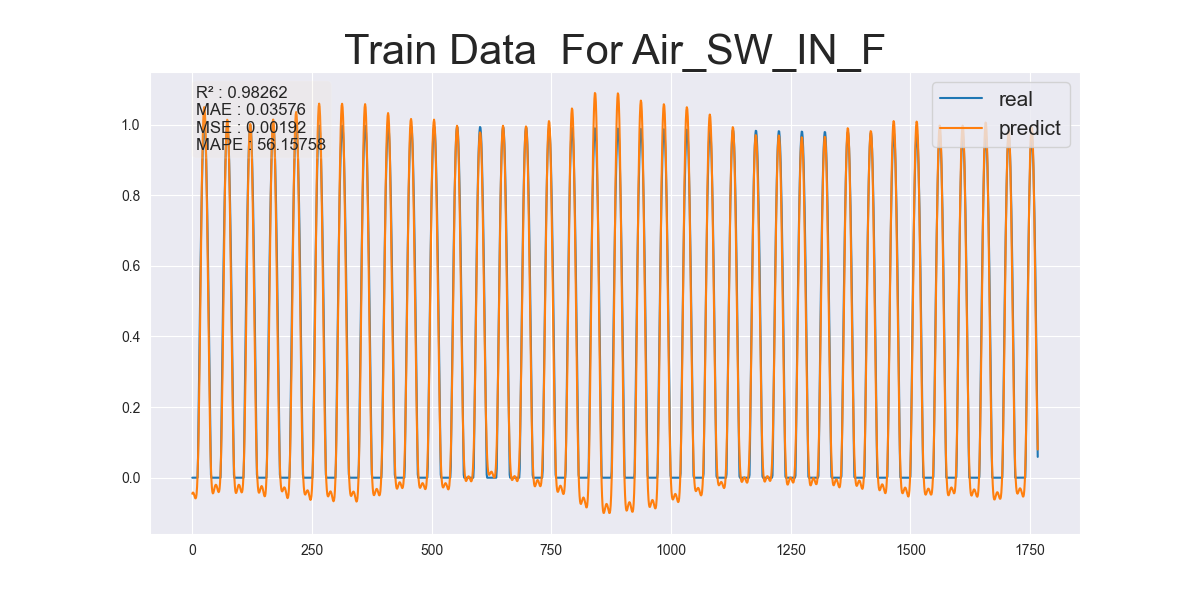 Train Data  For Air_SW_IN_F
R² : 0.98262
MAE : 0.03576
MSE : 0.00192
MAPE : 56.15758
real
predict
1.0
0.8
0.6
0.4
0.2
0.0
0 250 500 750 1000 1250 1500 1750